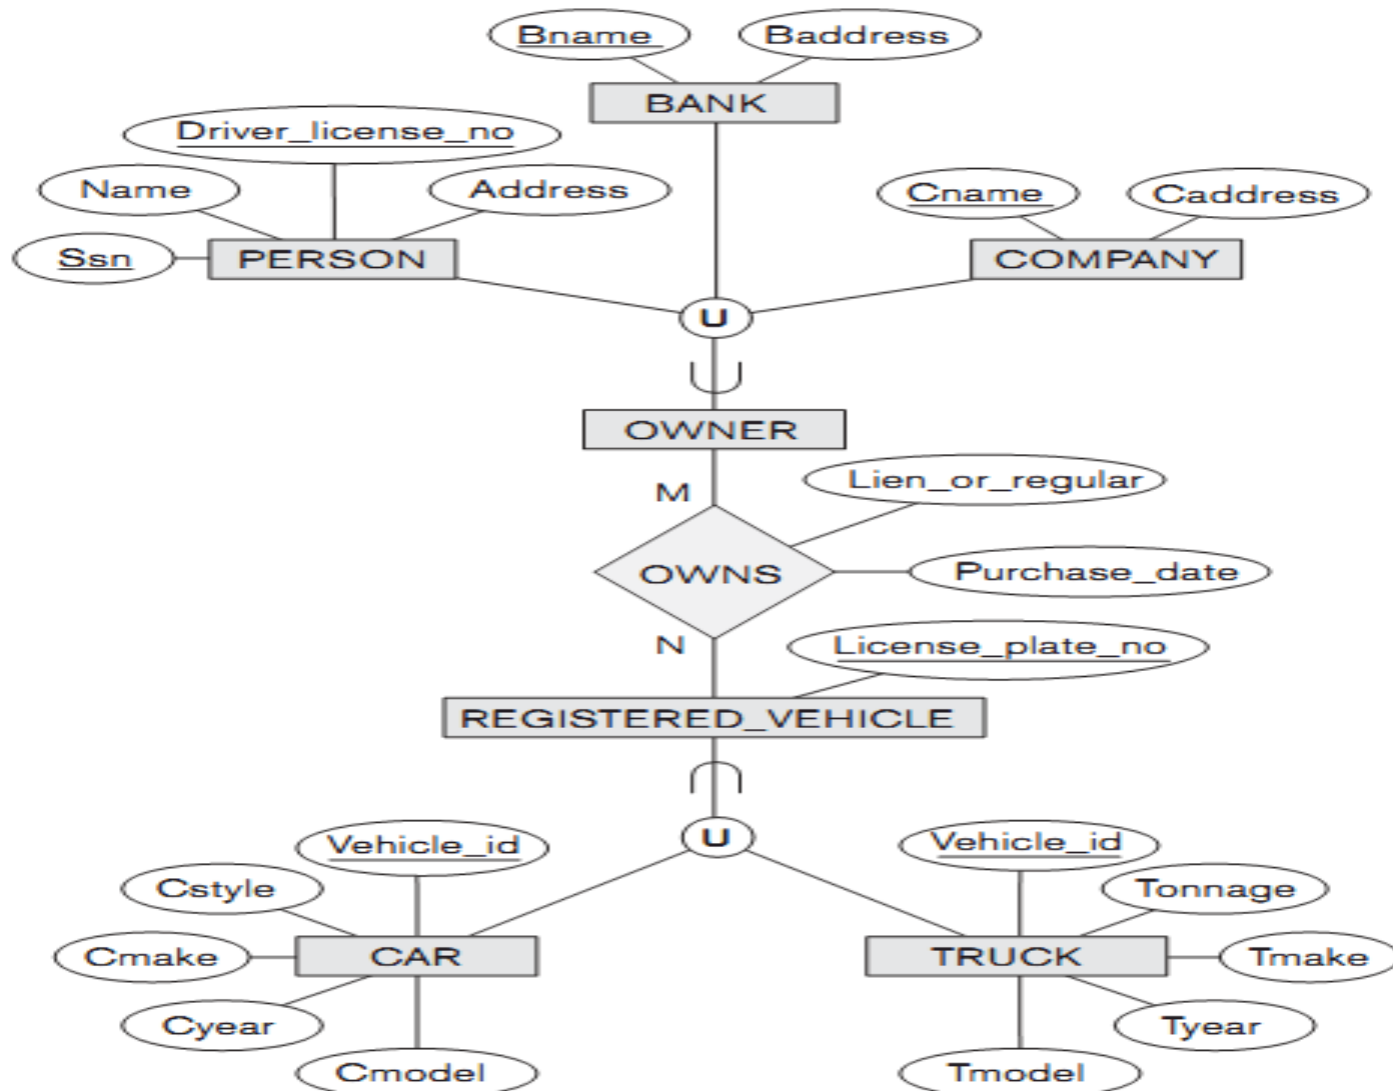 Bname Baddress
BANK
Driver_license_no
Name Address Cname Caddress
Ssn PERSON COMPANY
U
OWNER
M Lien_or_regular
OWNS Purchase_date
N License_plate_no
REGISTERED_VEHICLE
Vehicle_id U Vehicle_id
Cstyle Tonnage
Cmake CAR TRUCK Tmake
Cyear Tyear
Cmodel Tmodel